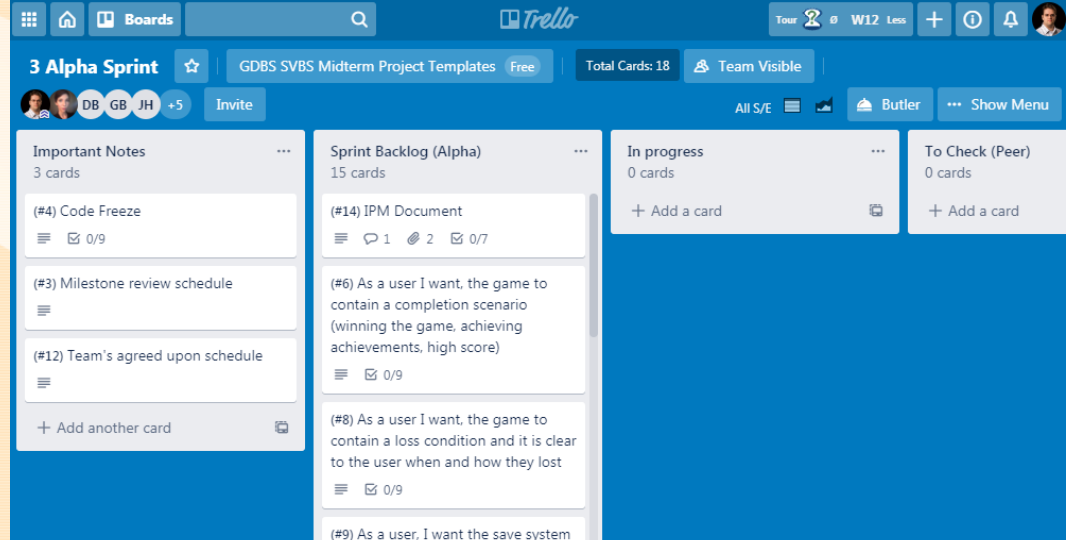 Boards
Trello
Tour Ø W12 Less
3 Alpha Sprint
GDBS SVBS Midterm Project Templates Free
Total Cards: 18
Team Visible
DB GB JH +5
Invite
All S/E
Butler
Show Menu
Important Notes
3 cards
(#4) Code Freeze
0/9
(#3) Milestone review schedule
(#12) Team's agreed upon schedule
+ Add another card
Sprint Backlog (Alpha)
15 cards
(#14) IPM Document
1 2 0/7
(#6) As a user I want, the game to
contain a completion scenario
(winning the game, achieving
achievements, high score)
0/9
(#8) As a user I want, the game to
contain a loss condition and it is clear
to the user when and how they lost
0/9
(#9) As a user, I want the save system
In progress
0 cards
+ Add a card
To Check (Peer)
0 cards
+ Add a card